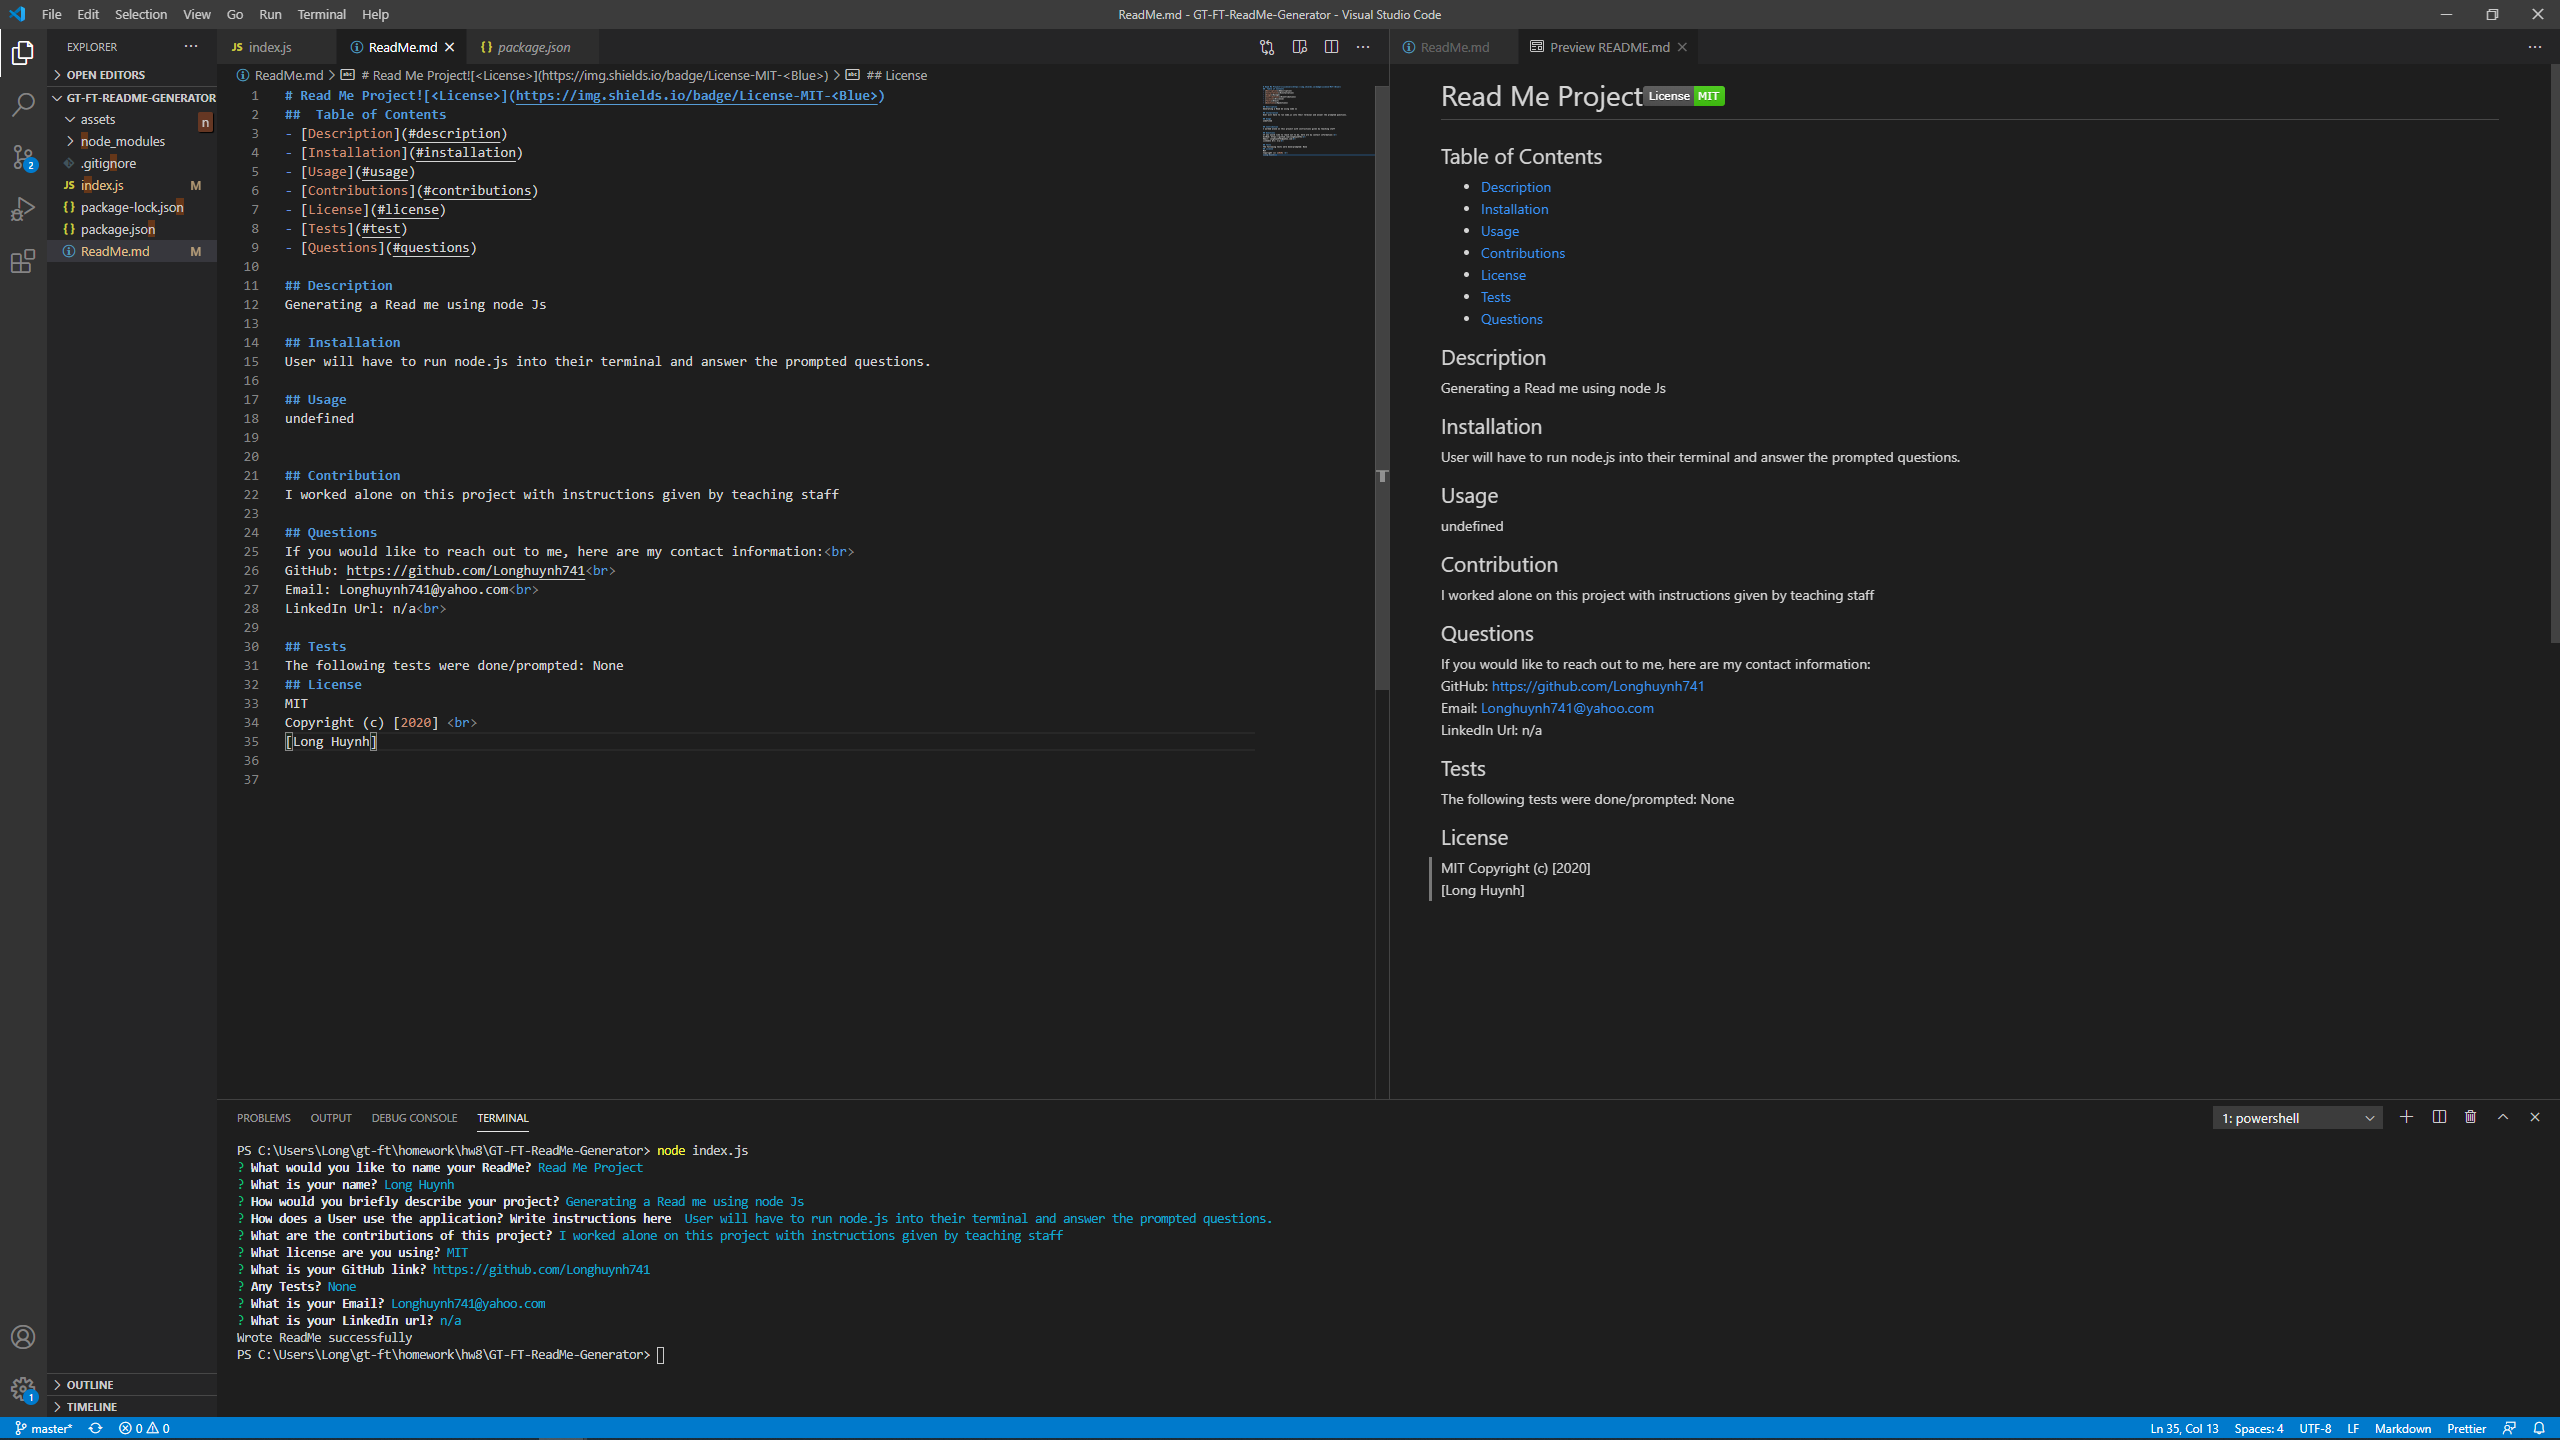 File Edit Selection View Go Run Terminal Help
ReadMe.md - GT-FT-ReadMe-Generator - Visual Studio Code
EXPLORER ···
OPEN EDITORS
GT-FT-README-GENERATOR
assets n
node_modules
.gitignore
JS index.js M
{} package-lock.json
{} package.json
ReadMe.md M
2
1
OUTLINE
TIMELINE
JS index.js
ReadMe.md
{} package.json
ReadMe.md > # Read Me Project![<License>](https://img.shields.io/badge/License-MIT-<Blue>) > ## License
1 # Read Me Project![<License>](https://img.shields.io/badge/License-MIT-<Blue>)
2 ##  Table of Contents
3 - [Description](#description)
4 - [Installation](#installation)
5 - [Usage](#usage)
6 - [Contributions](#contributions)
7 - [License](#license)
8 - [Tests](#test)
9 - [Questions](#questions)
10
11 ## Description
12 Generating a Read me using node Js
13
14 ## Installation
15 User will have to run node.js into their terminal and answer the prompted questions.
16
17 ## Usage
18 undefined
19
20
21 ## Contribution
22 I worked alone on this project with instructions given by teaching staff
23
24 ## Questions
25 If you would like to reach out to me, here are my contact information:<br>
26 GitHub: https://github.com/Longhuynh741<br>
27 Email: Longhuynh741@yahoo.com<br>
28 LinkedIn Url: n/a<br>
29
30 ## Tests
31 The following tests were done/prompted: None
32 ## License
33 MIT
34 Copyright (c) [2020] <br>
35 [Long Huynh]
36
37
ReadMe.md
Preview README.md
Read Me Project License MIT
Table of Contents
• Description
• Installation
• Usage
• Contributions
• License
• Tests
• Questions
Description
Generating a Read me using node Js
Installation
User will have to run node.js into their terminal and answer the prompted questions.
Usage
undefined
Contribution
I worked alone on this project with instructions given by teaching staff
Questions
If you would like to reach out to me, here are my contact information:
GitHub: https://github.com/Longhuynh741
Email: Longhuynh741@yahoo.com
LinkedIn Url: n/a
Tests
The following tests were done/prompted: None
License
MIT Copyright (c) [2020]
[Long Huynh]
PROBLEMS OUTPUT DEBUG CONSOLE TERMINAL
1: powershell
PS C:\Users\Long\gt-ft\homework\hw8\GT-FT-ReadMe-Generator> node index.js
? What would you like to name your ReadMe? Read Me Project
? What is your name? Long Huynh
? How would you briefly describe your project? Generating a Read me using node Js
? How does a User use the application? Write instructions here  User will have to run node.js into their terminal and answer the prompted questions.
? What are the contributions of this project? I worked alone on this project with instructions given by teaching staff
? What license are you using? MIT
? What is your GitHub link? https://github.com/Longhuynh741
? Any Tests? None
? What is your Email? Longhuynh741@yahoo.com
? What is your LinkedIn url? n/a
Wrote ReadMe successfully
PS C:\Users\Long\gt-ft\homework\hw8\GT-FT-ReadMe-Generator>
master* 0 0
Ln 35, Col 13 Spaces: 4 UTF-8 LF Markdown Prettier